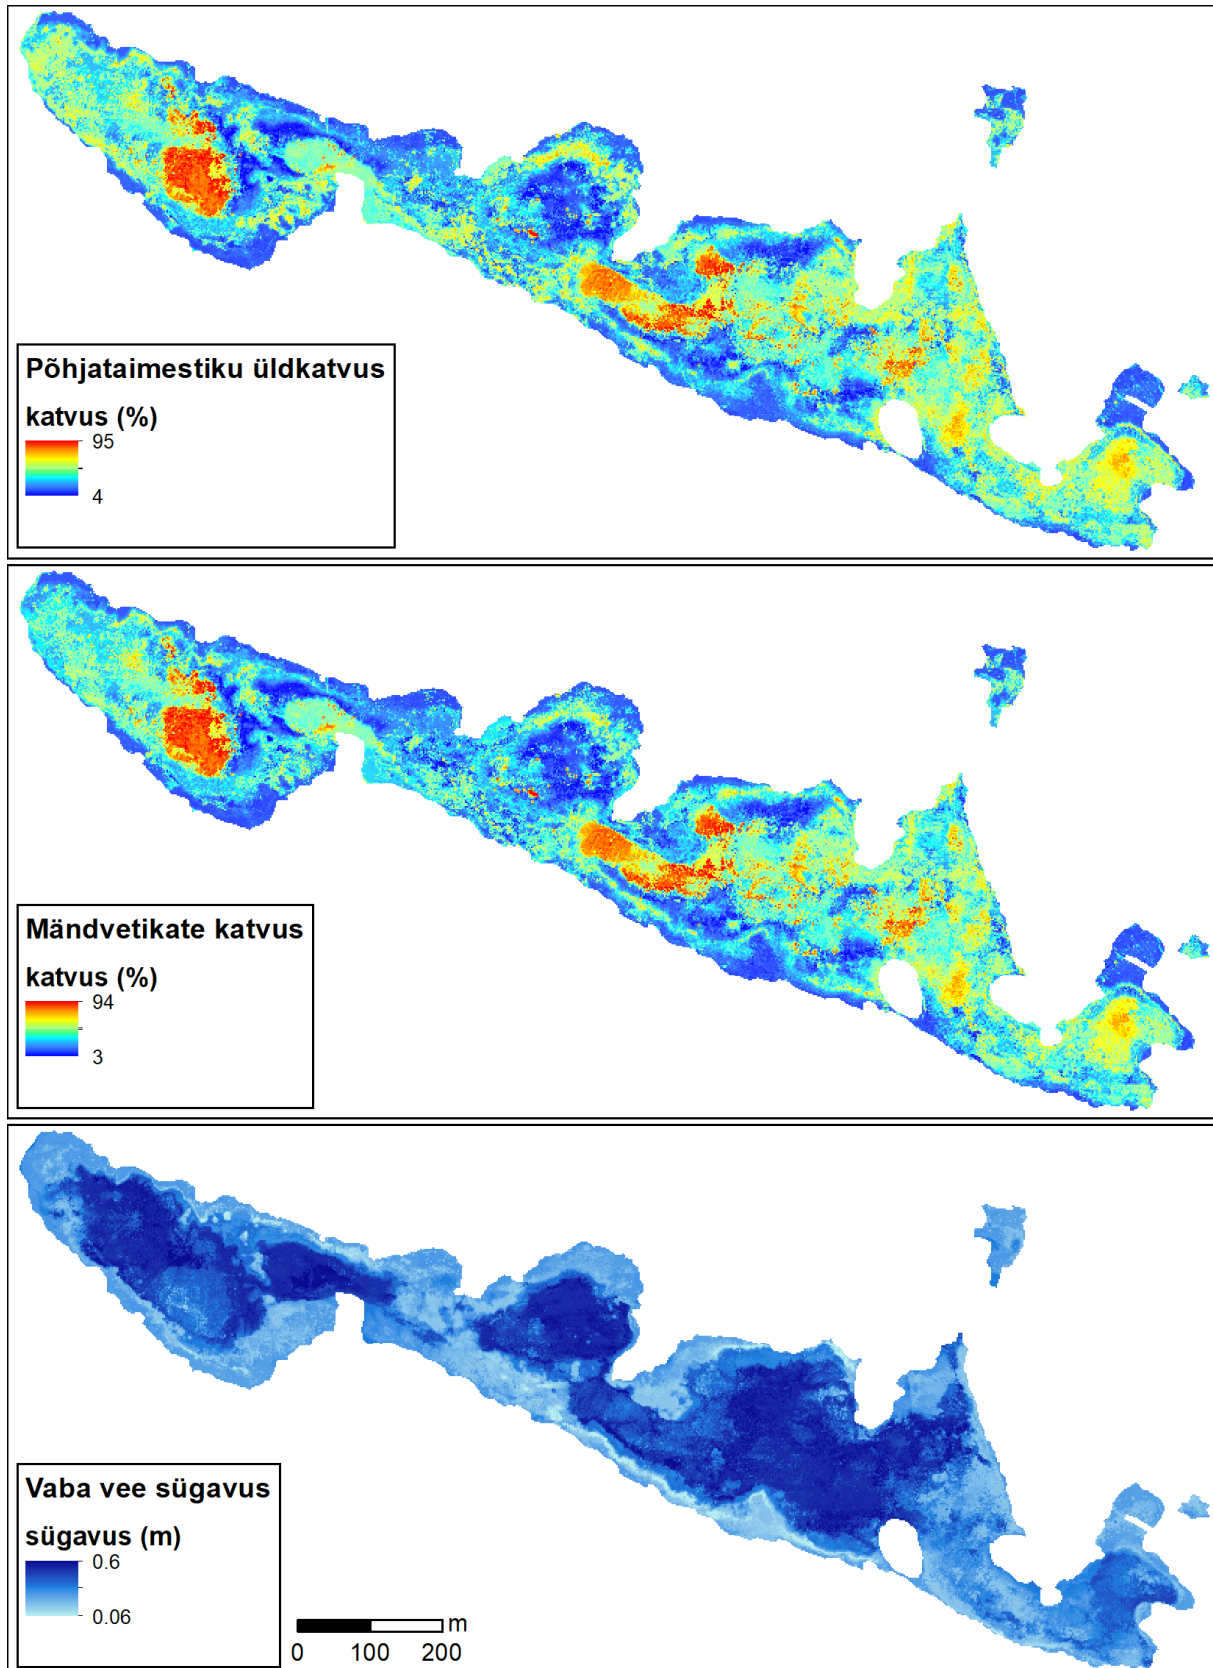 Põhjataimestiku üldkatvus
katvus (%)
95
4
Mändvetikate katvus
katvus (%)
94
3
Vaba vee sügavus
sügavus (m)
0.6
0.06
m
0 100 200